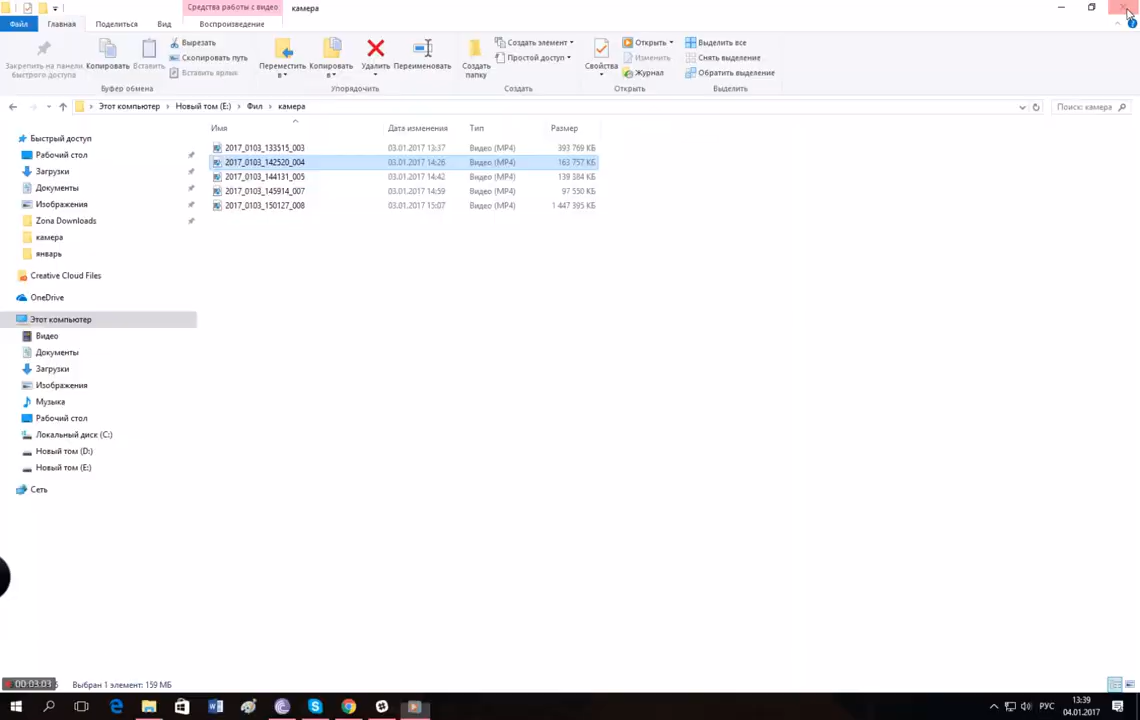 Средства работы с видео камера
Файл Главная Поделиться Вид Воспроизведение
Закрепить на панели быстрого доступа
Копировать
Вставить
Вырезать
Скопировать путь
Вставить ярлык
Буфер обмена
Переместить в
Копировать в
Удалить
Переименовать
Упорядочить
Создать папку
Создать элемент
Простой доступ
Создать
Свойства
Открыть
Изменить
Журнал
Открыть
Выделить все
Снять выделение
Обратить выделение
Выделить
Этот компьютер > Новый том (E:) > Фил > камера
Поиск: камера
Имя Дата изменения Тип Размер
2017_0103_133515_003 03.01.2017 13:37 Видео (MP4) 393 769 КБ
2017_0103_142520_004 03.01.2017 14:26 Видео (MP4) 163 757 КБ
2017_0103_144131_005 03.01.2017 14:42 Видео (MP4) 139 384 КБ
2017_0103_145914_007 03.01.2017 14:59 Видео (MP4) 97 550 КБ
2017_0103_150127_008 03.01.2017 15:07 Видео (MP4) 1 447 395 КБ
Быстрый доступ
Рабочий стол
Загрузки
Документы
Изображения
Zona Downloads
камера
январь
Creative Cloud Files
OneDrive
Этот компьютер
Видео
Документы
Загрузки
Изображения
Музыка
Рабочий стол
Локальный диск (C:)
Новый том (D:)
Новый том (E:)
Сеть
00:03:03
Выбран 1 элемент: 159 МБ
РУС
13:39
04.01.2017